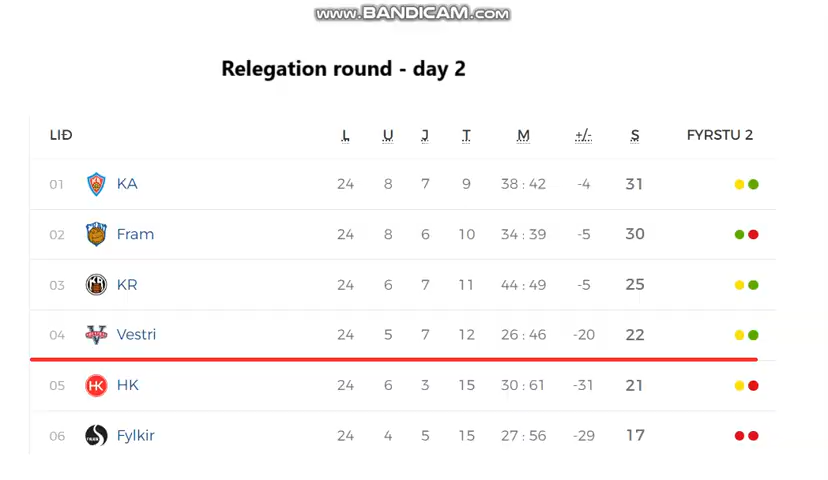 www.BANDICAM.com
Relegation round - day 2
LIÐ L U J T M +/- S FYRSTU 2
01 KA 24 8 7 9 38 : 42 -4 31
02 Fram 24 8 6 10 34 : 39 -5 30
03 KR 24 6 7 11 44 : 49 -5 25
04 Vestri 24 5 7 12 26 : 46 -20 22
05 HK HK 24 6 3 15 30 : 61 -31 21
06 Fylkir 24 4 5 15 27 : 56 -29 17